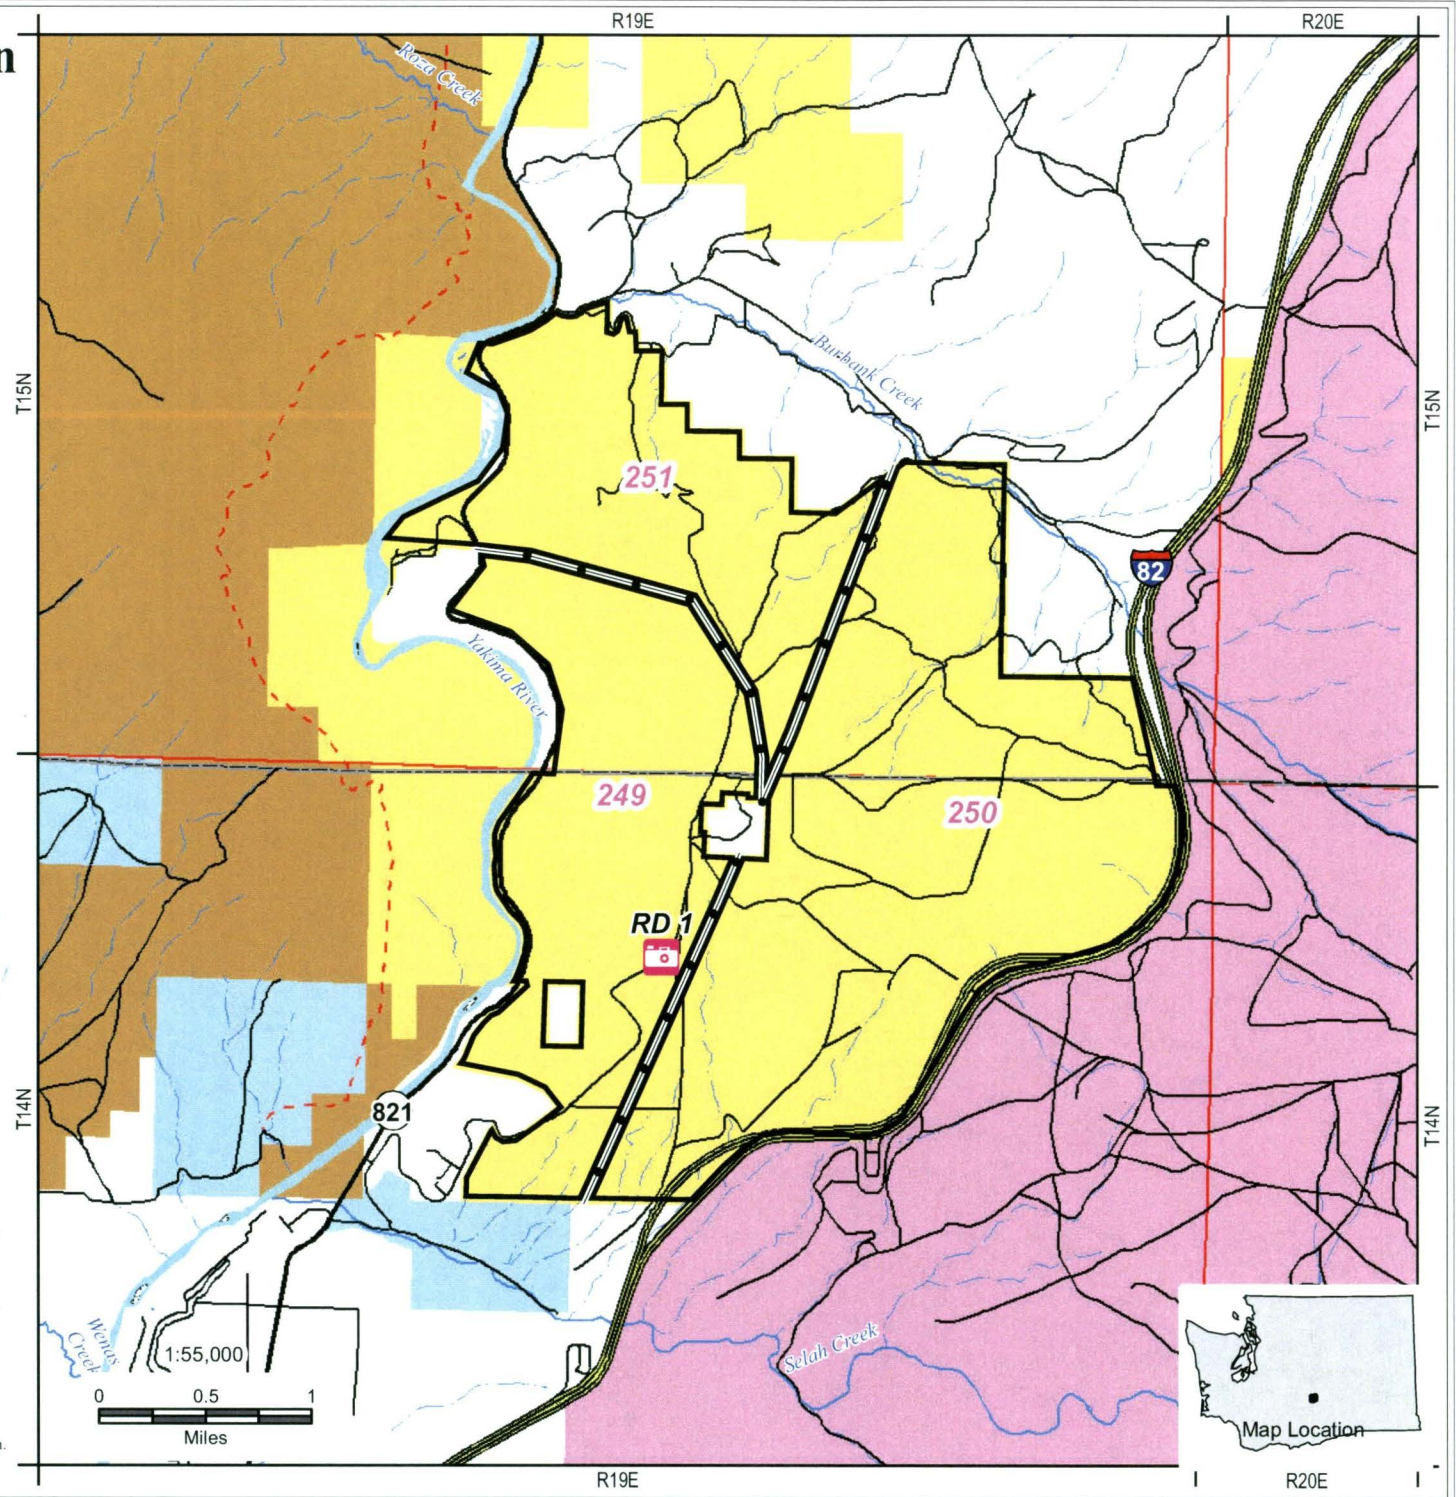 n
R19E
R20E
Roza Creek
T15N
T15N
Burbank Creek
251
82
Yakima River
249
250
RD 1
T14N
T14N
821
Wenas
Creek
Selah Creek
1:55,000
0 0.5 1
Miles
Map Location
R19E
R20E